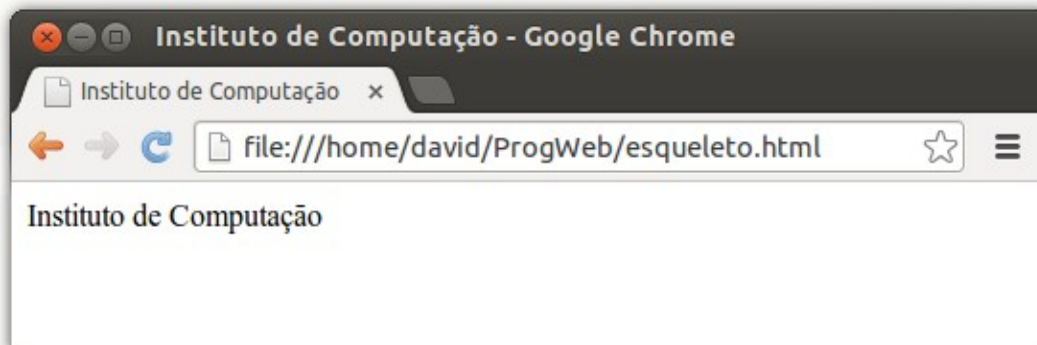 Instituto de Computação - Google Chrome
Instituto de Computação
file:///home/david/ProgWeb/esqueleto.html
Instituto de Computação